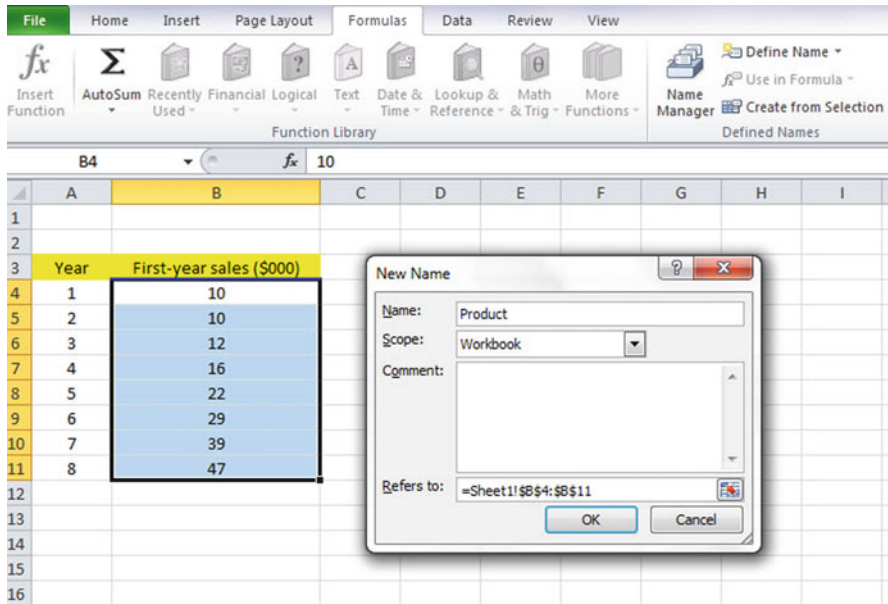 File Home Insert Page Layout Formulas Data Review View
fx Σ ? A θ
Insert Function AutoSum Recently Used Financial Logical Text Date & Time Lookup & Reference Math & Trig More Functions Name Manager Define Name
Use in Formula
Create from Selection
Function Library Defined Names
B4 fx 10
A B C D E F G H I
1
2
3 Year First-year sales ($000)
4 1 10
5 2 10
6 3 12
7 4 16
8 5 22
9 6 29
10 7 39
11 8 47
12
13
14
15
16
New Name ? X
Name: Product
Scope: Workbook
Comment:
Refers to: =Sheet1!$B$4:$B$11
OK Cancel